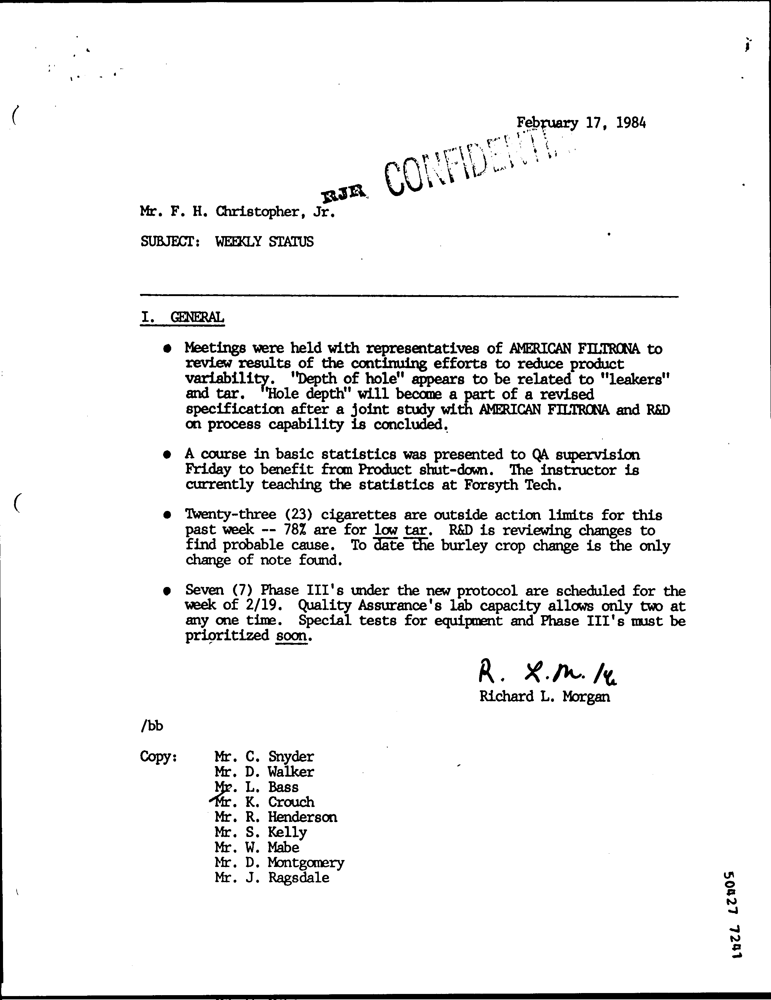 February 17, 1984
RJR CONFIDENTIAL
Mr. F. H. Christopher, Jr.
SUBJECT: WEEKLY STATUS
I. GENERAL
• Meetings were held with representatives of AMERICAN FILTRONA to
review results of the continuing efforts to reduce product
variability. "Depth of hole" appears to be related to "leakers"
and tar. "Hole depth" will become a part of a revised
specification after a joint study with AMERICAN FILTRONA and R&D
on process capability is concluded.
• A course in basic statistics was presented to QA supervision
Friday to benefit from Product shut-down. The instructor is
currently teaching the statistics at Forsyth Tech.
• Twenty-three (23) cigarettes are outside action limits for this
past week -- 78% are for low tar. R&D is reviewing changes to
find probable cause. To date the burley crop change is the only
change of note found.
• Seven (7) Phase III's under the new protocol are scheduled for the
week of 2/19. Quality Assurance's lab capacity allows only two at
any one time. Special tests for equipment and Phase III's must be
prioritized soon.
Richard L. Morgan
/bb
Copy: Mr. C. Snyder
Mr. D. Walker
Mr. L. Bass
Mr. K. Crouch
Mr. R. Henderson
Mr. S. Kelly
Mr. W. Mabe
Mr. D. Montgomery
Mr. J. Ragsdale
50427 7241